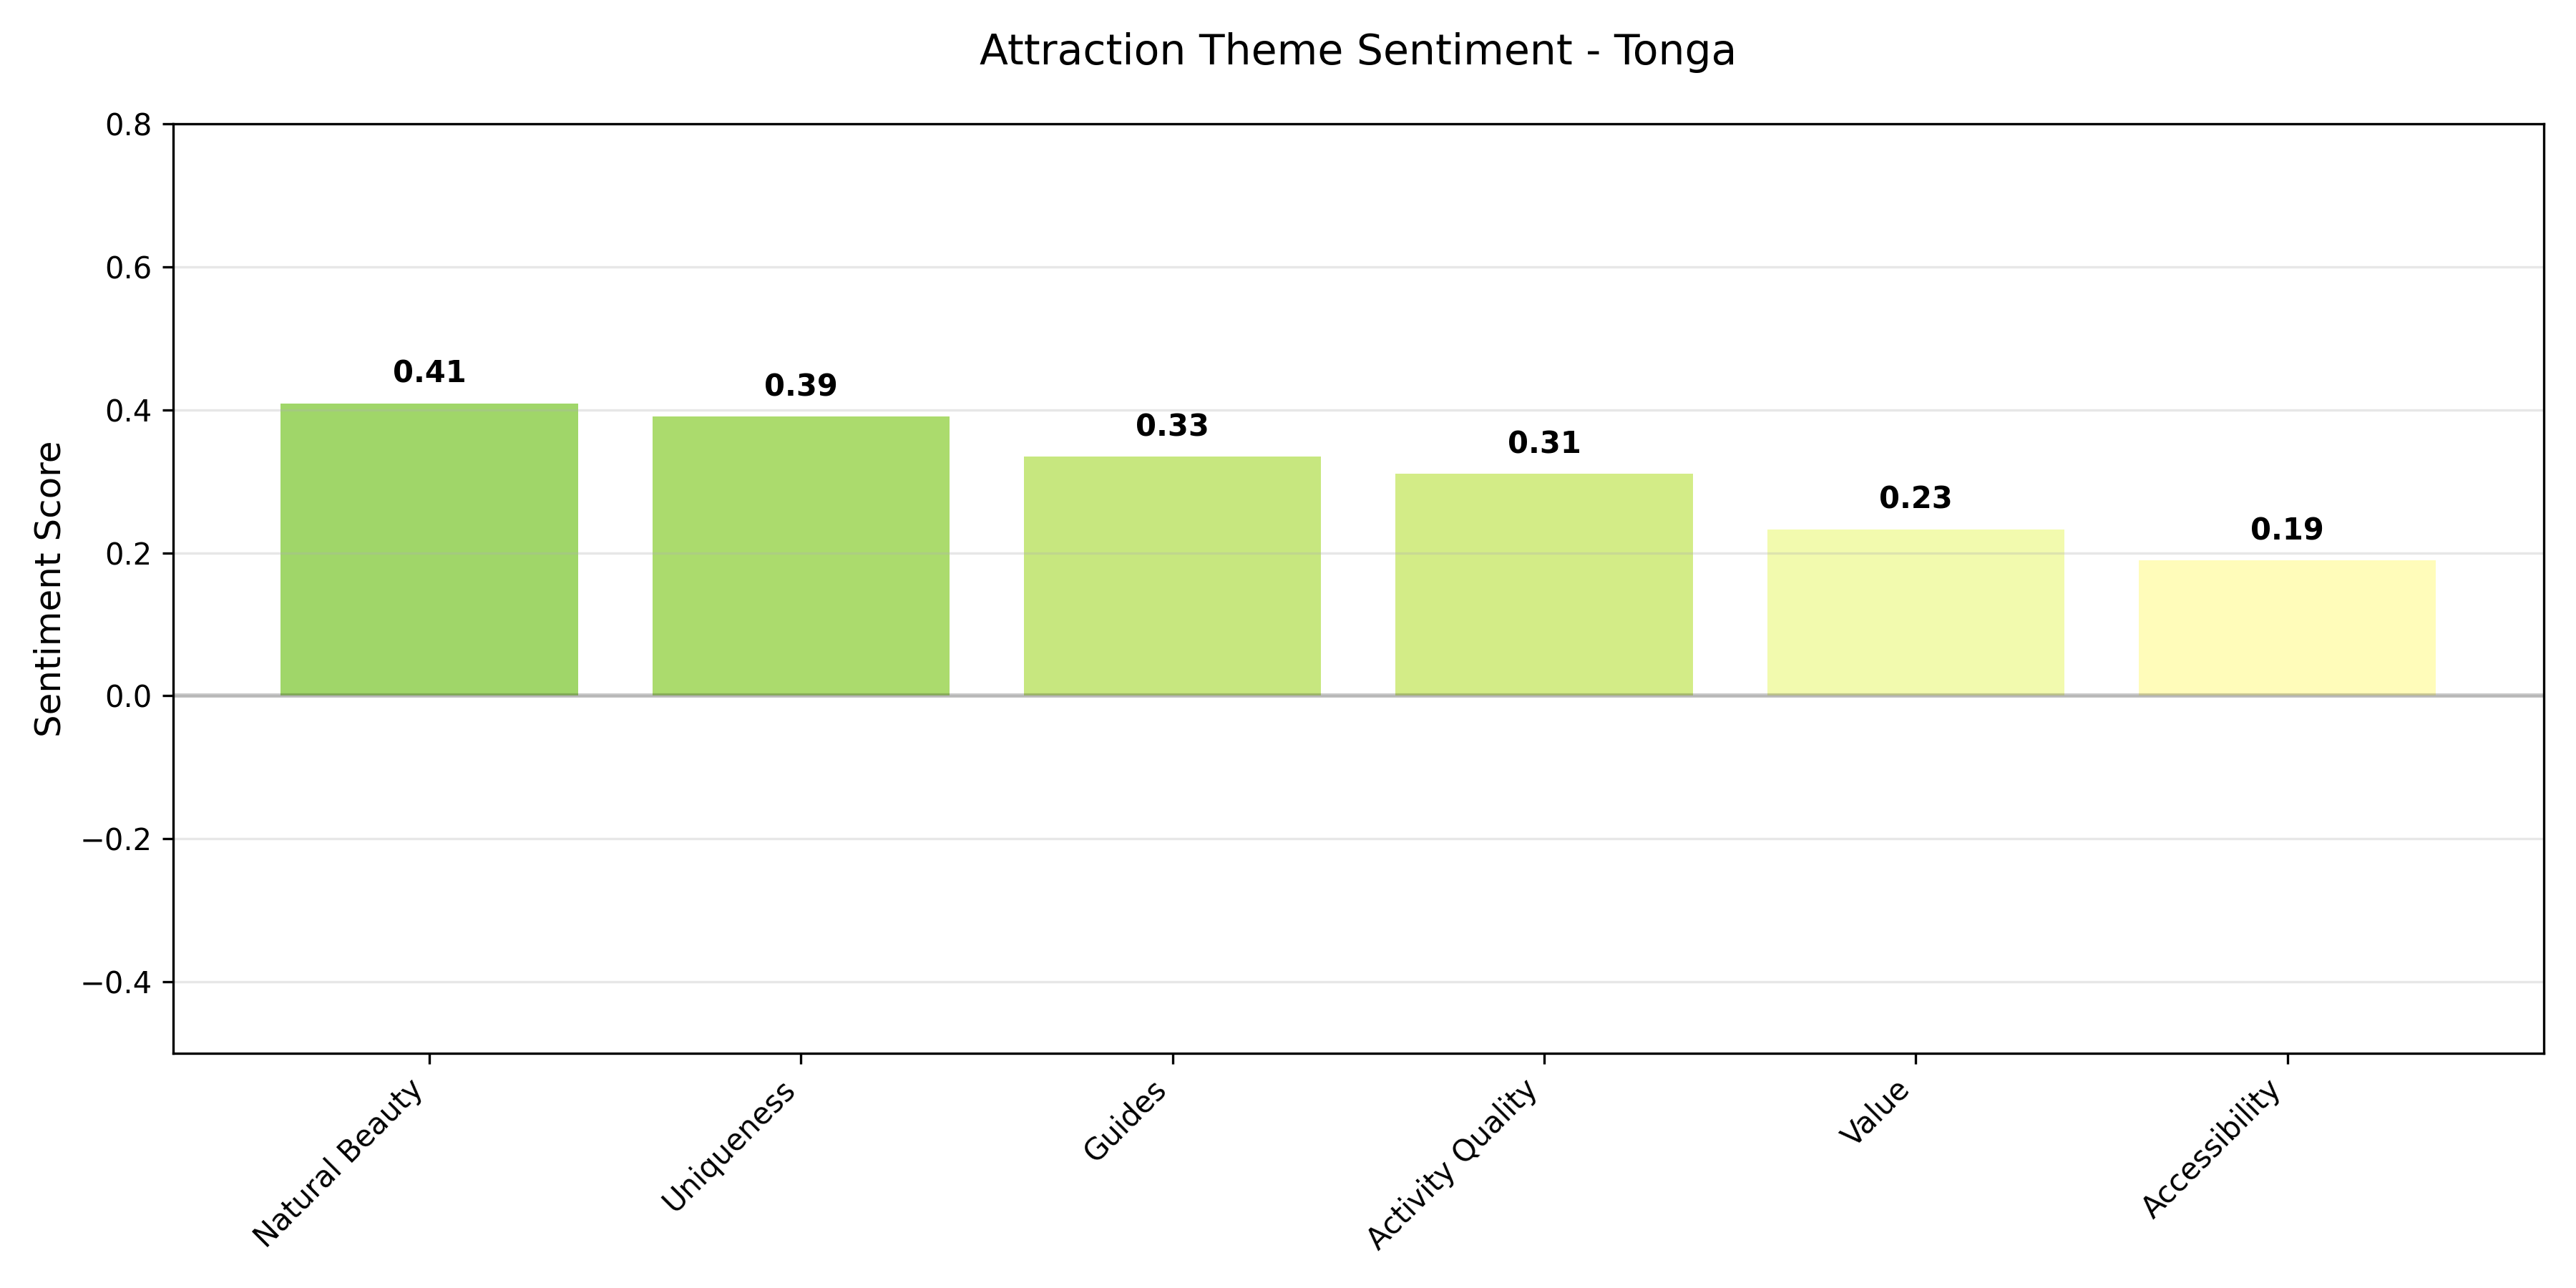 Attraction Theme Sentiment - Tonga
Sentiment Score
0.8
0.6
0.4
0.2
0.0
−0.2
−0.4
0.41
0.39
0.33
0.31
0.23
0.19
Natural Beauty
Uniqueness
Guides
Activity Quality
Value
Accessibility